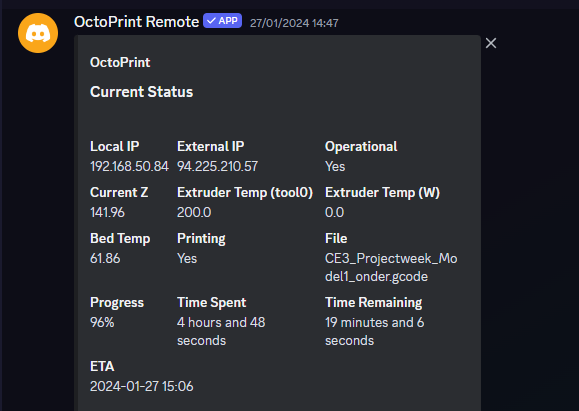 OctoPrint Remote ✓ APP 27/01/2024 14:47
OctoPrint
Current Status
Local IP External IP Operational
192.168.50.84 94.225.210.57 Yes
Current Z Extruder Temp (tool0) Extruder Temp (W)
141.96 200.0 0.0
Bed Temp Printing File
61.86 Yes CE3_Projectweek_Mo
del1_onder.gcode
Progress Time Spent Time Remaining
96% 4 hours and 48 19 minutes and 6
seconds seconds
ETA
2024-01-27 15:06